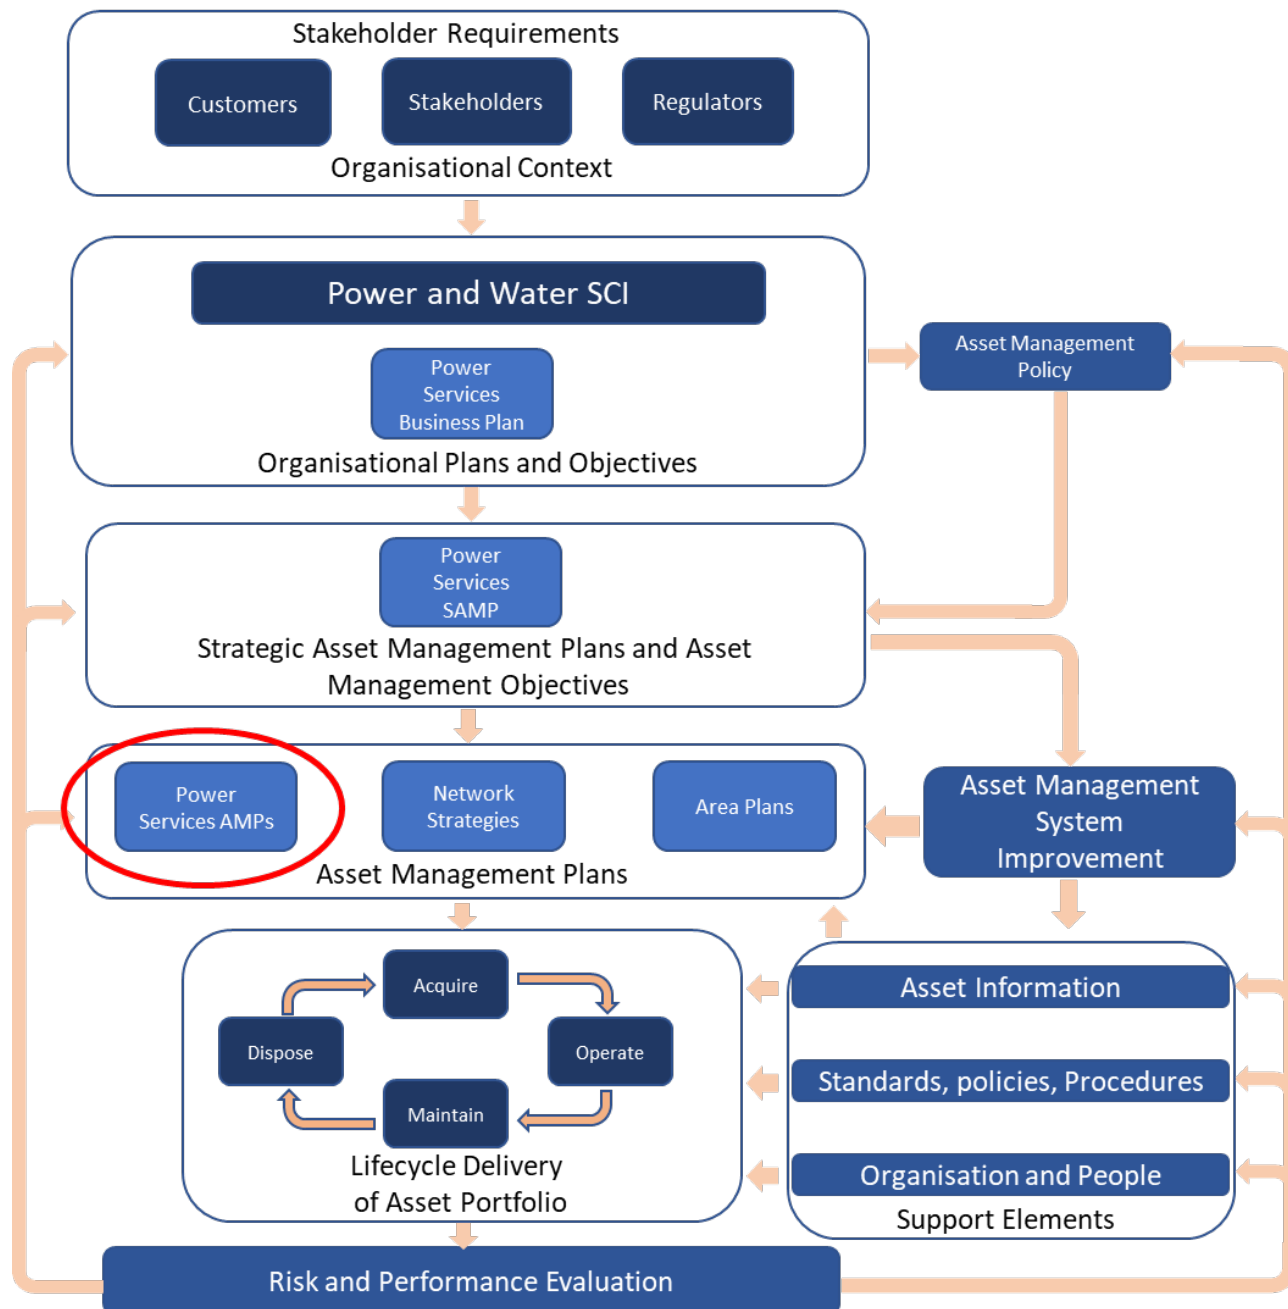 Stakeholder Requirements
Customers
Stakeholders
Regulators
Organisational Context
Power and Water SCI
Power
Services
Business Plan
Organisational Plans and Objectives
Asset Management
Policy
Power
Services
SAMP
Strategic Asset Management Plans and Asset
Management Objectives
Power
Services AMPs
Network
Strategies
Area Plans
Asset Management Plans
Asset Management
System
Improvement
Acquire
Dispose
Operate
Maintain
Lifecycle Delivery
of Asset Portfolio
Asset Information
Standards, policies, Procedures
Organisation and People
Support Elements
Risk and Performance Evaluation